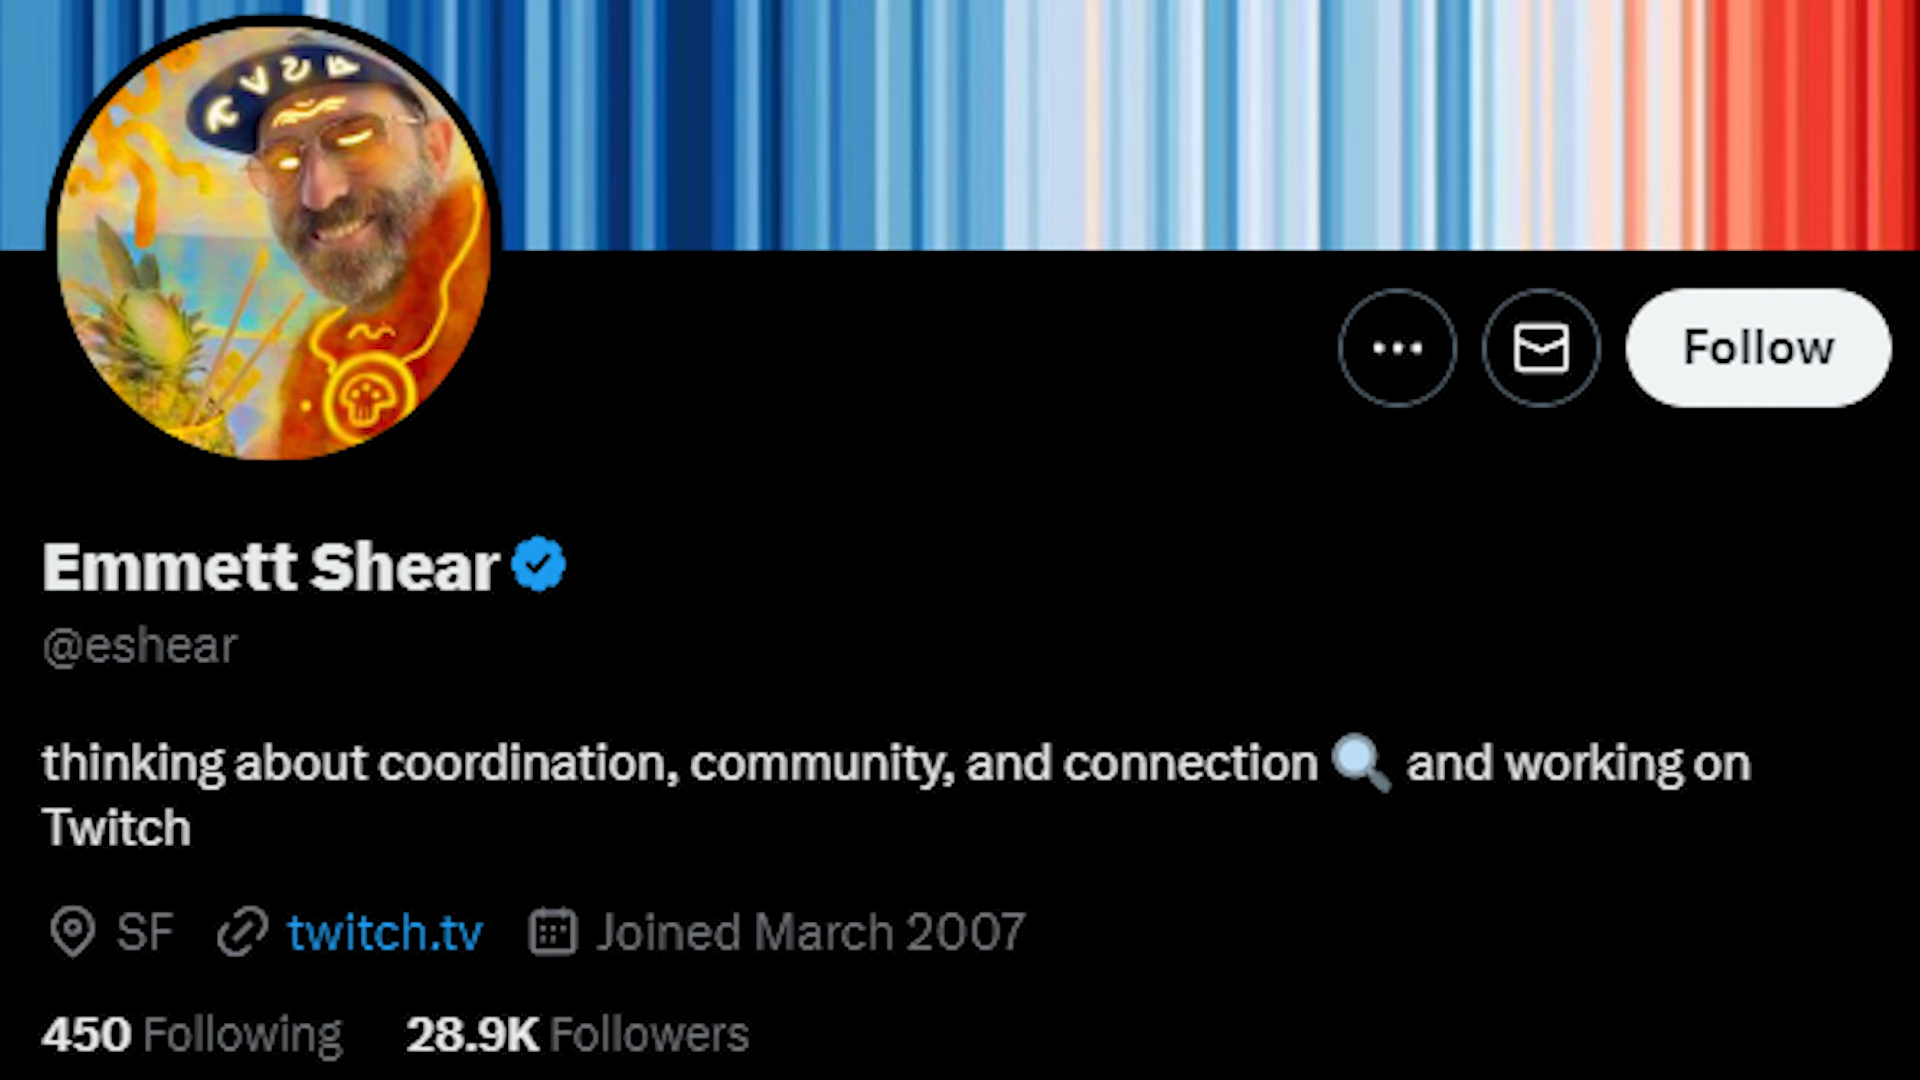 Follow
Emmett Shear
@eshear
thinking about coordination, community, and connection 🔍 and working on
Twitch
SF twitch.tv Joined March 2007
450 Following 28.9K Followers